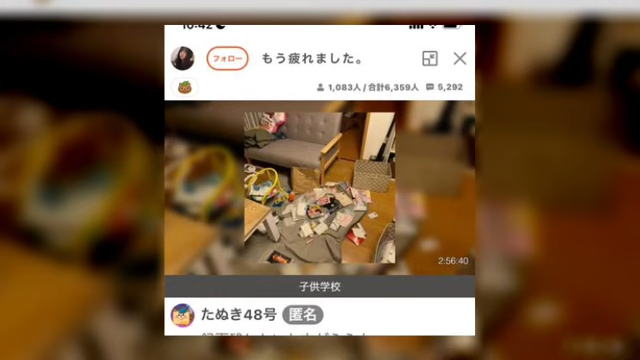 10:42
フォロー もう疲れました。
1,083人 / 合計6,359人 5,292
2:56:40
子供学校
たぬき48号 匿名